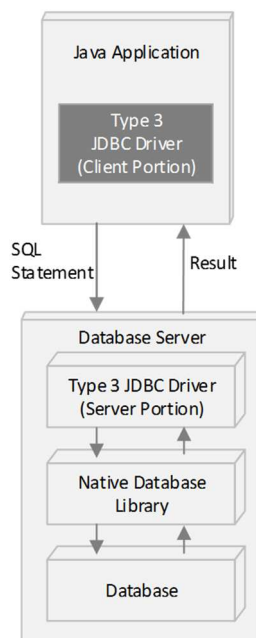 Java Application
Type 3
JDBC Driver
(Client Portion)
SQL
Statement
Result
Database Server
Type 3 JDBC Driver
(Server Portion)
Native Database
Library
Database